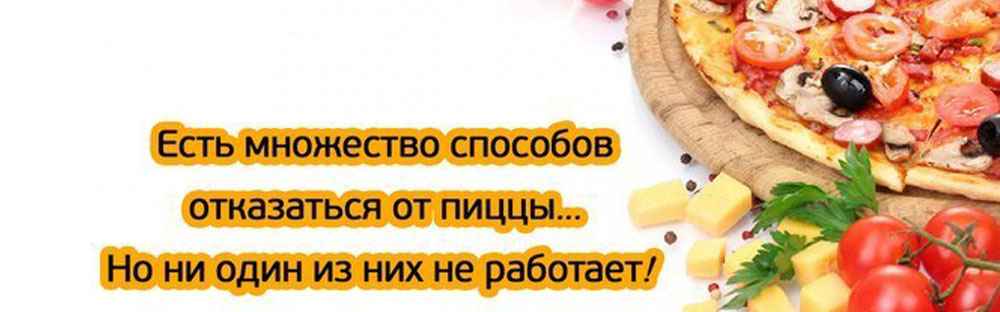 Есть множество способов
отказаться от пиццы...
Но ни один из них не работает!